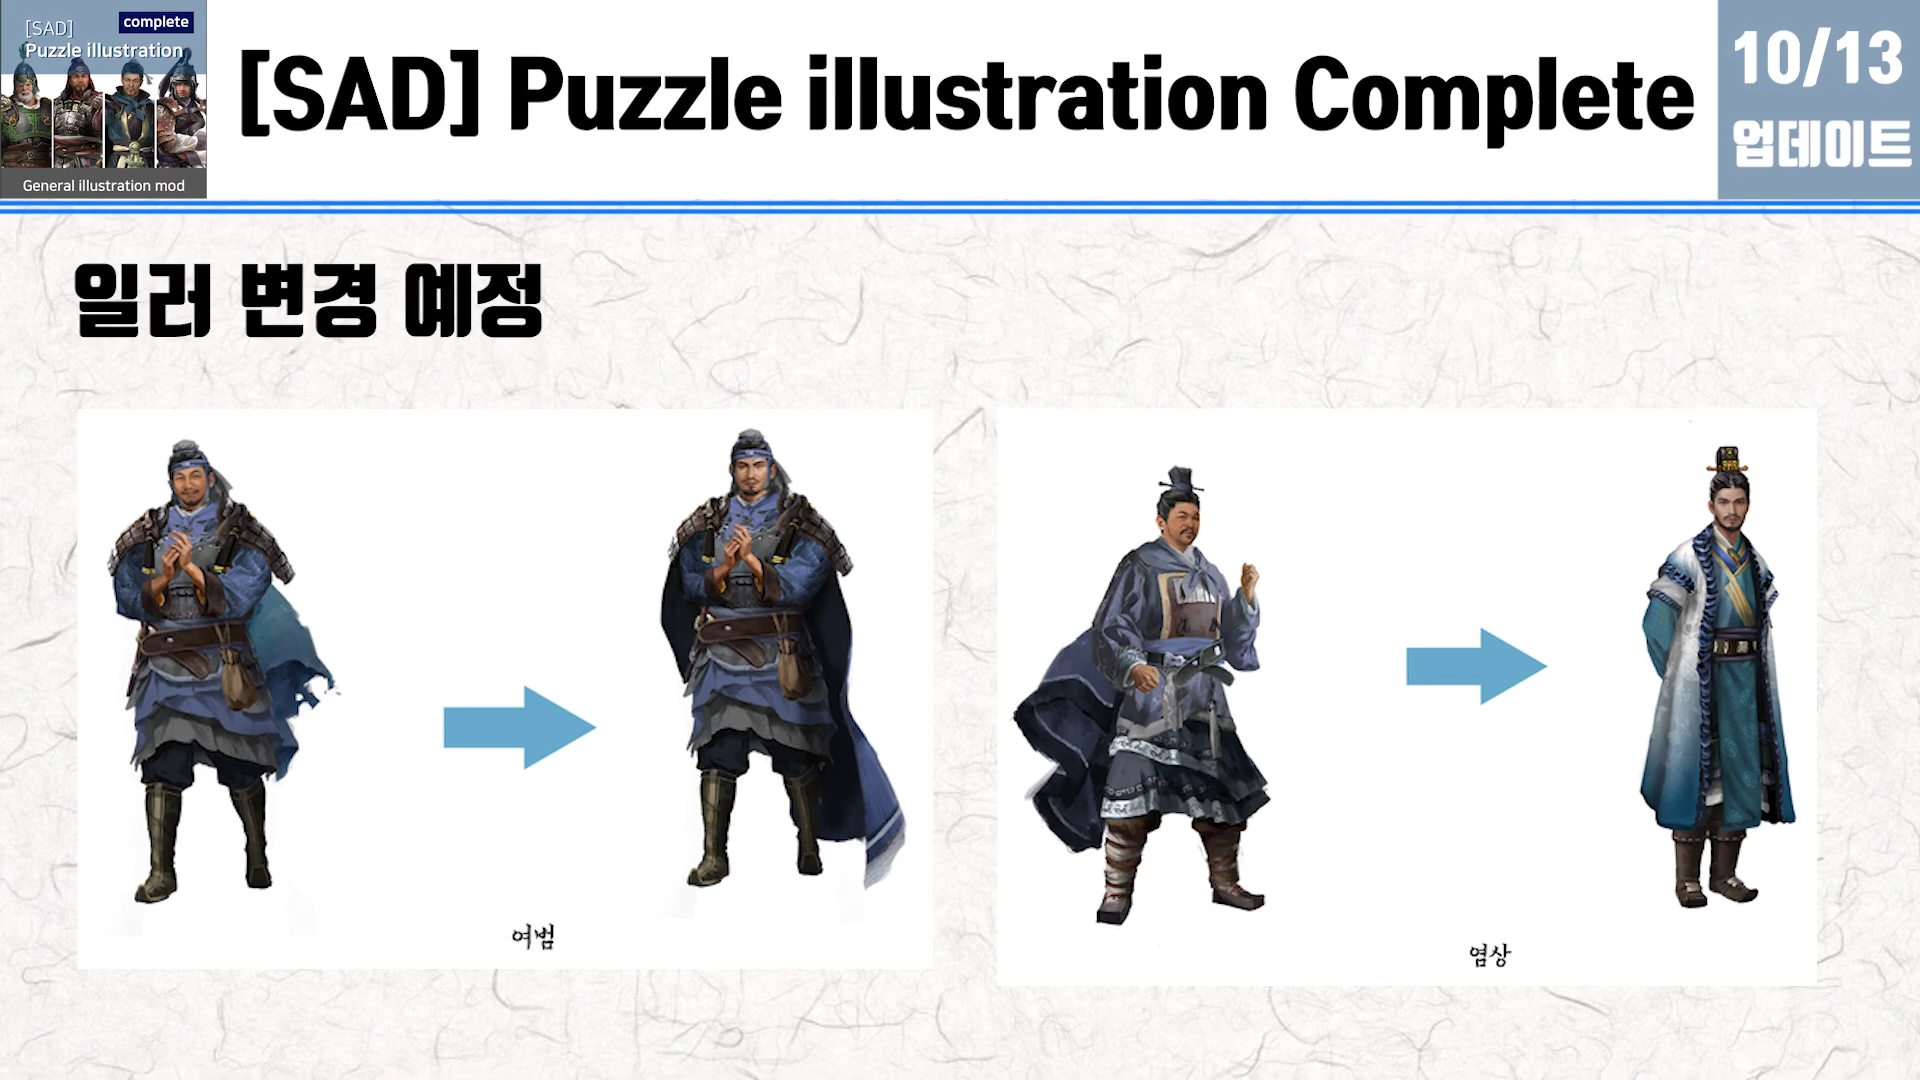 [SAD]
complete
Puzzle illustration
General illustration mod
[SAD] Puzzle illustration Complete
10/13
업데이트
일러 변경 예정
여범
염상